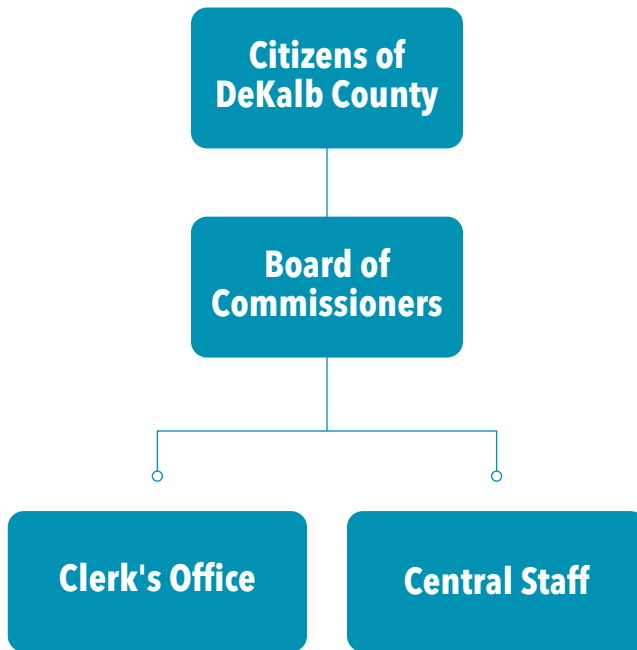 Citizens of
DeKalb County
Board of
Commissioners
Clerk's Office
Central Staff